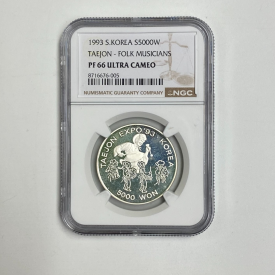 1993 S.KOREA S5000W
TAEJON - FOLK MUSICIANS
PF 66 ULTRA CAMEO
8716676-005
NUMISMATIC GUARANTY COMPANY
NGC
TAEJON EXPO'93 · KOREA
5000 WON